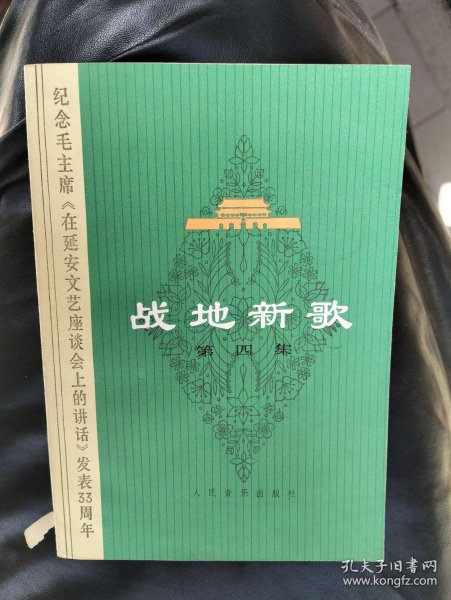 纪念毛主席《在延安文艺座谈会上的讲话》发表33周年
战地新歌
第四集
人民音乐出版社
孔夫子旧书网
www.kongfz.com